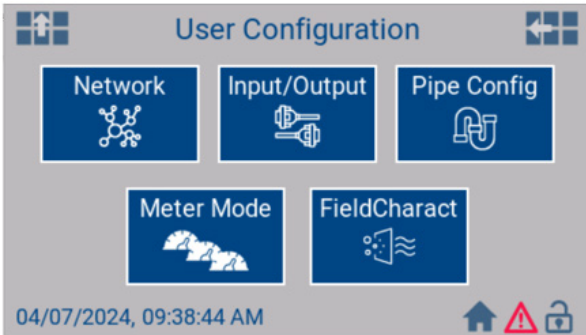 User Configuration
Network
Input/Output
Pipe Config
Meter Mode
FieldCharact
04/07/2024, 09:38:44 AM